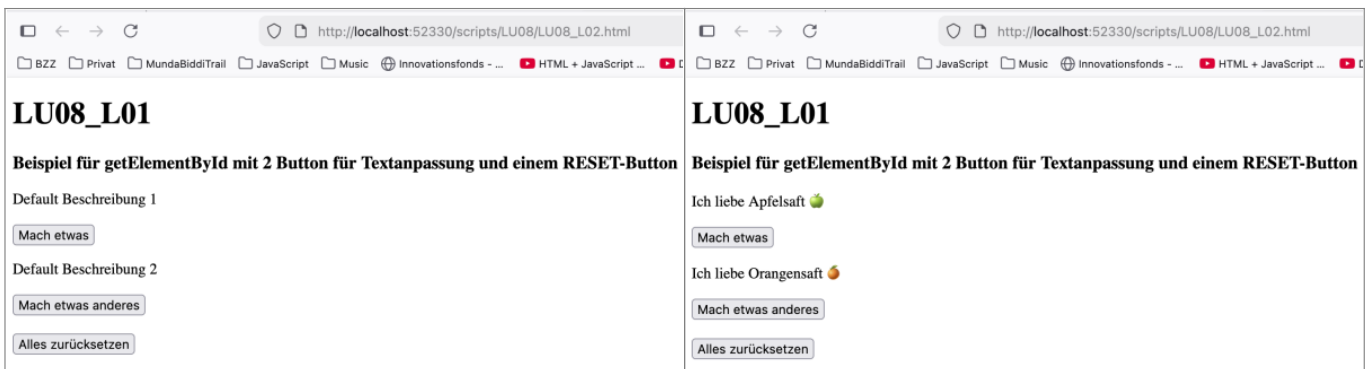 http://localhost:52330/scripts/LU08/LU08_L02.html
BZZ Privat MundaBiddiTrail JavaScript Music Innovationsfonds - ... HTML + JavaScript ...
LU08_L01
Beispiel für getElementById mit 2 Button für Textanpassung und einem RESET-Button
Default Beschreibung 1
Mach etwas
Default Beschreibung 2
Mach etwas anderes
Alles zurücksetzen
http://localhost:52330/scripts/LU08/LU08_L02.html
BZZ Privat MundaBiddiTrail JavaScript Music Innovationsfonds - ... HTML + JavaScript ...
LU08_L01
Beispiel für getElementById mit 2 Button für Textanpassung und einem RESET-Button
Ich liebe Apfelsaft 🍏
Mach etwas
Ich liebe Orangensaft 🍊
Mach etwas anderes
Alles zurücksetzen